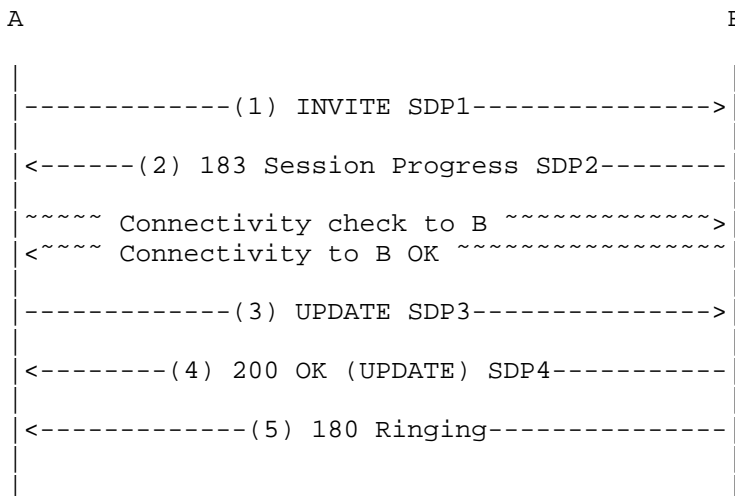 A B
|-------------(1) INVITE SDP1--------------->|
|<------(2) 183 Session Progress SDP2--------|
|~~~~~ Connectivity check to B ~~~~~~~~~~~~~>|
|<~~~~ Connectivity to B OK ~~~~~~~~~~~~~~~~~|
|-------------(3) UPDATE SDP3--------------->|
|<--------(4) 200 OK (UPDATE) SDP4-----------|
|<-------------(5) 180 Ringing---------------|